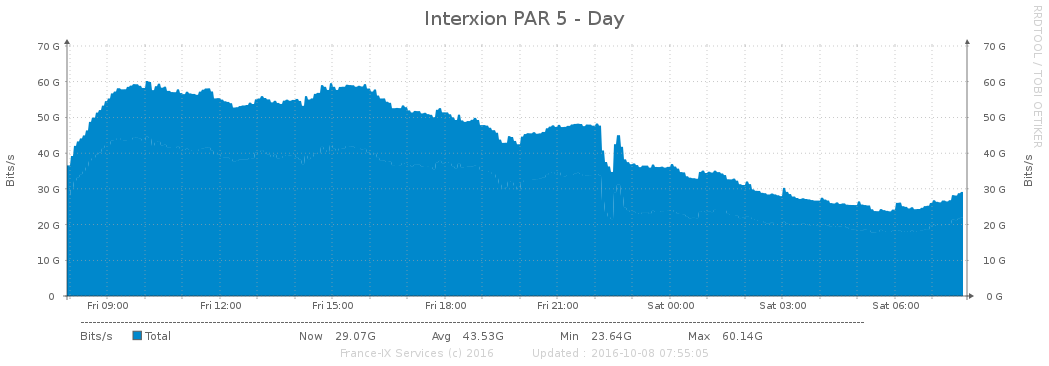 Interxion PAR 5 - Day
RRDTOOL / TOBI OETIKER
Bits/s
70 G
60 G
50 G
40 G
30 G
20 G
10 G
0
70 G
60 G
50 G
40 G
30 G
20 G
10 G
0 G
Bits/s
Fri 09:00 Fri 12:00 Fri 15:00 Fri 18:00 Fri 21:00 Sat 00:00 Sat 03:00 Sat 06:00
Bits/s Total Now 29.07G Avg 43.53G Min 23.64G Max 60.14G
France-IX Services (c) 2016 Updated : 2016-10-08 07:55:05